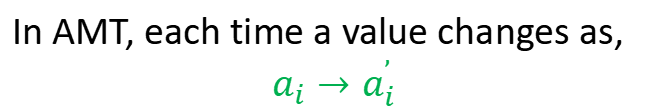 In AMT, each time a value changes as,
aᵢ → aᵢ'